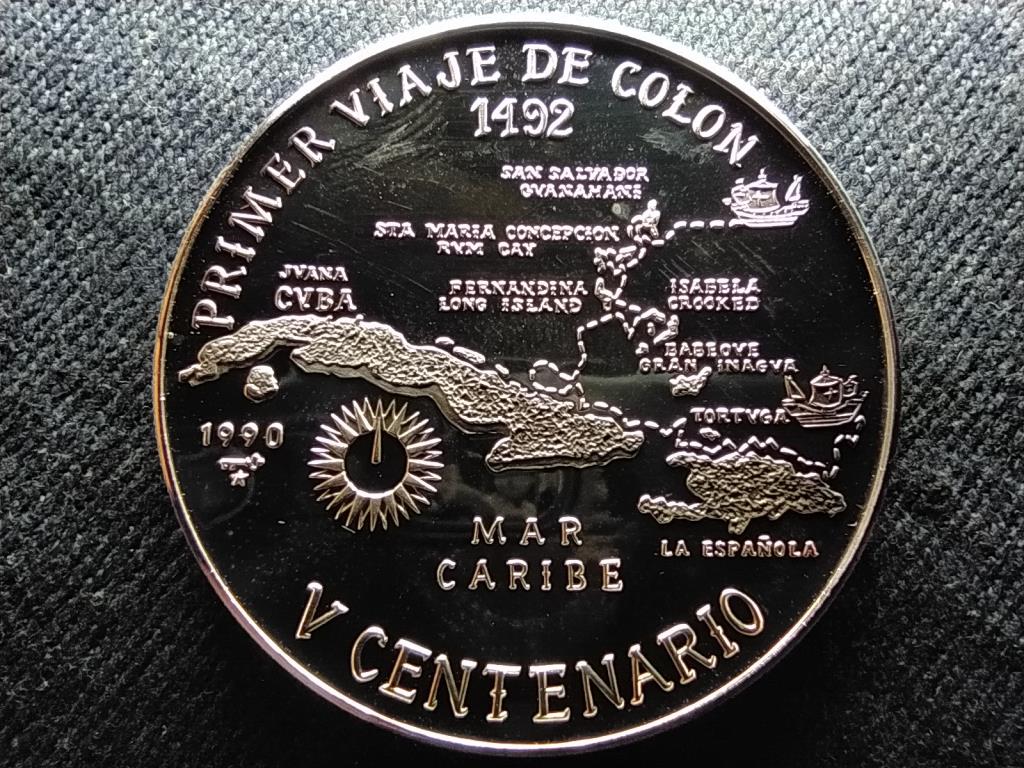 PRIMER VIAJE DE COLON
1492
SAN SALVADOR
GVANAHANI
STA MARIA CONCEPCION
RVM CAY
JVANA
CVBA
FERNANDINA
LONG ISLAND
ISABELA
CROOKED
BABEQVE
GRAN INAGVA
TORTVGA
1990
MAR
CARIBE
LA ESPAÑOLA
V CENTENARIO